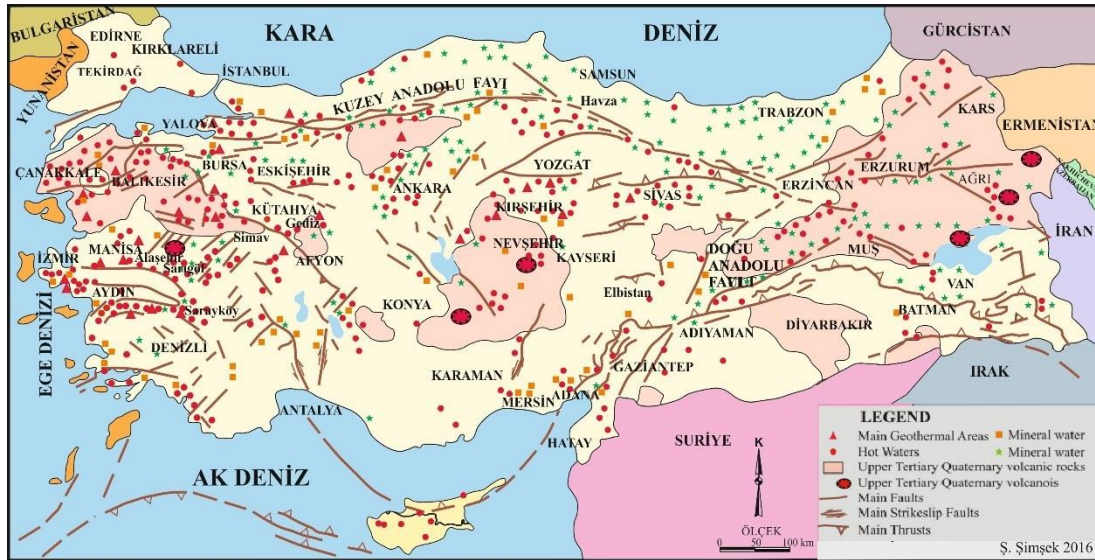 BULGARİSTAN
KARA DENİZ
GÜRCİSTAN
EDİRNE
KIRKLARELİ
YUNANİSTAN
TEKİRDAĞ
İSTANBUL
SAMSUN
KUZEY ANADOLU FAYI
Havza
TRABZON
KARS
ERMENİSTAN
YALOVA
ÇANAKKALE
BALIKESİR
BURSA
ESKİŞEHİR
ANKARA
YOZGAT
SİVAS
ERZİNCAN
ERZURUM
AĞRI
AZERBAIJAN
KÜTAHYA
Gediz
KIRŞEHİR
İRAN
MANİSA
Simav
NEVŞEHİR
DOĞU
ANADOLU
FAYI
MUŞ
İZMİR
Alaşehir
Sarıgöl
AFYON
KAYSERİ
VAN
AYDIN
KONYA
Elbistan
EGE DENİZİ
Sarayköy
ADIYAMAN
DİYARBAKIR
BATMAN
DENİZLİ
GAZİANTEP
KARAMAN
IRAK
MERSİN
ADANA
ANTALYA
HATAY
SURİYE
AK DENİZ
K
ÖLÇEK
0 50 100 km
LEGEND
Main Geothermal Areas
Mineral water
Hot Waters
Mineral water
Upper Tertiary Quaternary volcanic rocks
Upper Tertiary Quaternary volcanois
Main Faults
Main Strikeslip Faults
Main Thrusts
Ş. Şimşek 2016